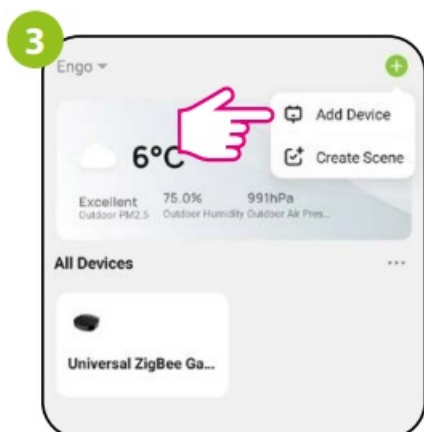 3
Engo
Add Device
Create Scene
6°C
Excellent 75.0% 991hPa
Outdoor PM2.5 Outdoor Humidity Outdoor Air Pres...
All Devices
...
Universal ZigBee Ga...